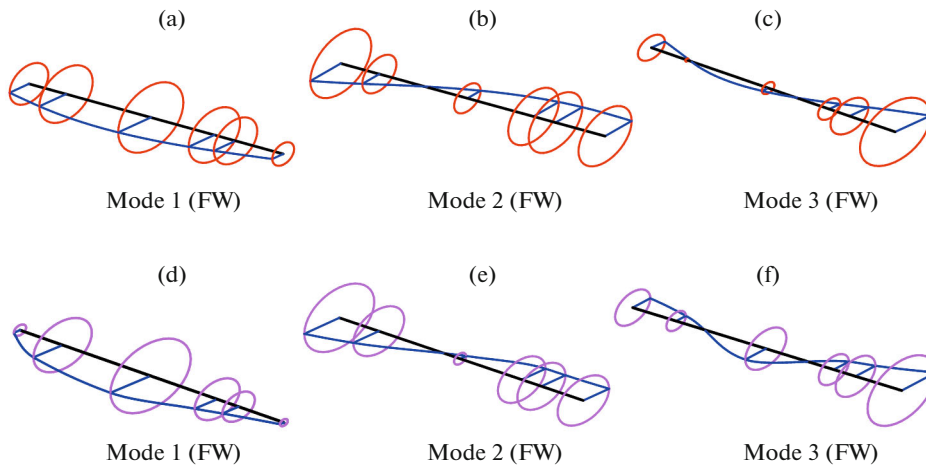 (a) (b) (c)
Mode 1 (FW) Mode 2 (FW) Mode 3 (FW)
(d) (e) (f)
Mode 1 (FW) Mode 2 (FW) Mode 3 (FW)